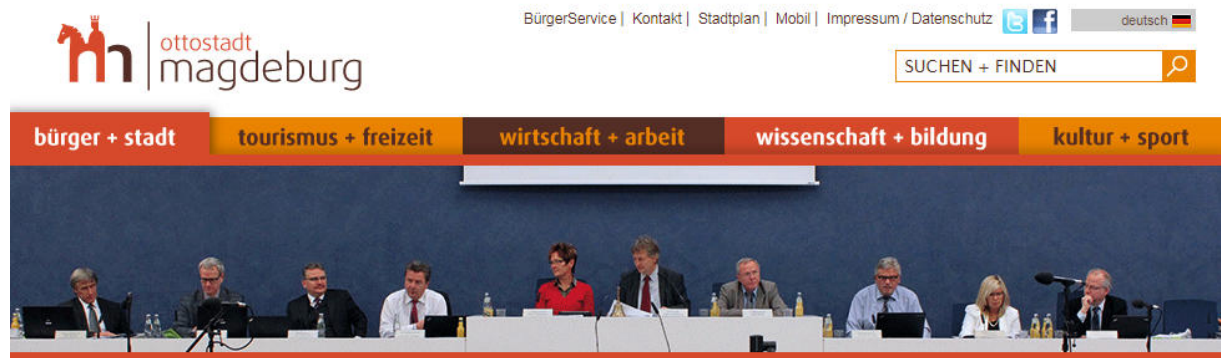 BürgerService | Kontakt | Stadtplan | Mobil | Impressum / Datenschutz
deutsch
ottostadt
magdeburg
SUCHEN + FINDEN
bürger + stadt tourismus + freizeit wirtschaft + arbeit wissenschaft + bildung kultur + sport